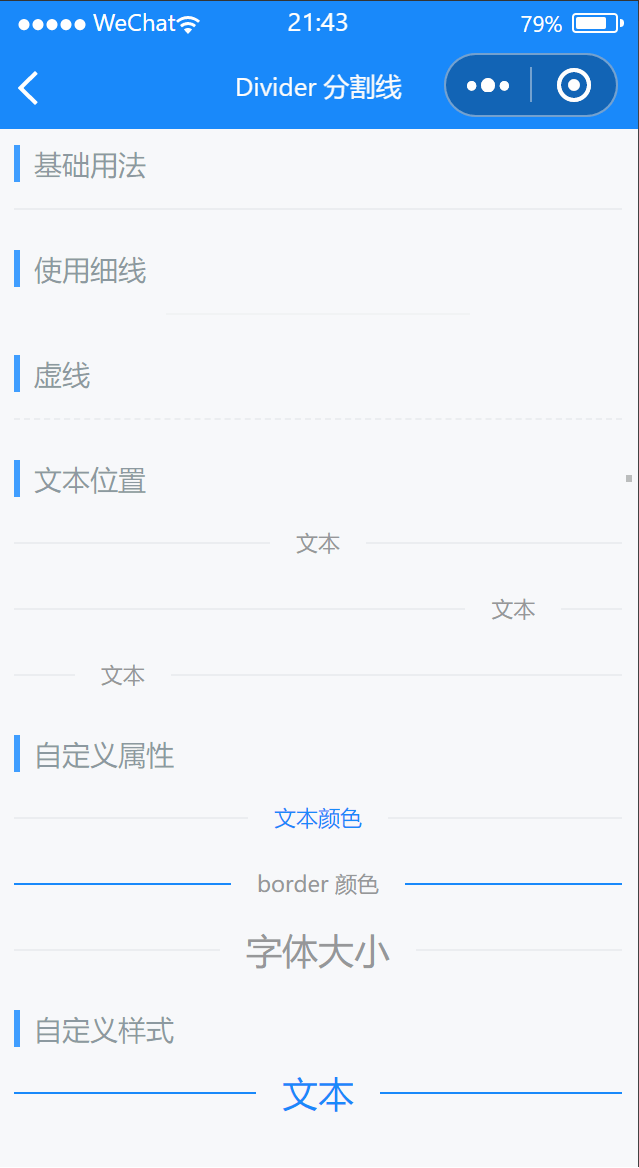 WeChat 21:43 79%
Divider 分割线
基础用法
使用细线
虚线
文本位置
文本
文本
文本
自定义属性
文本颜色
border 颜色
字体大小
自定义样式
文本